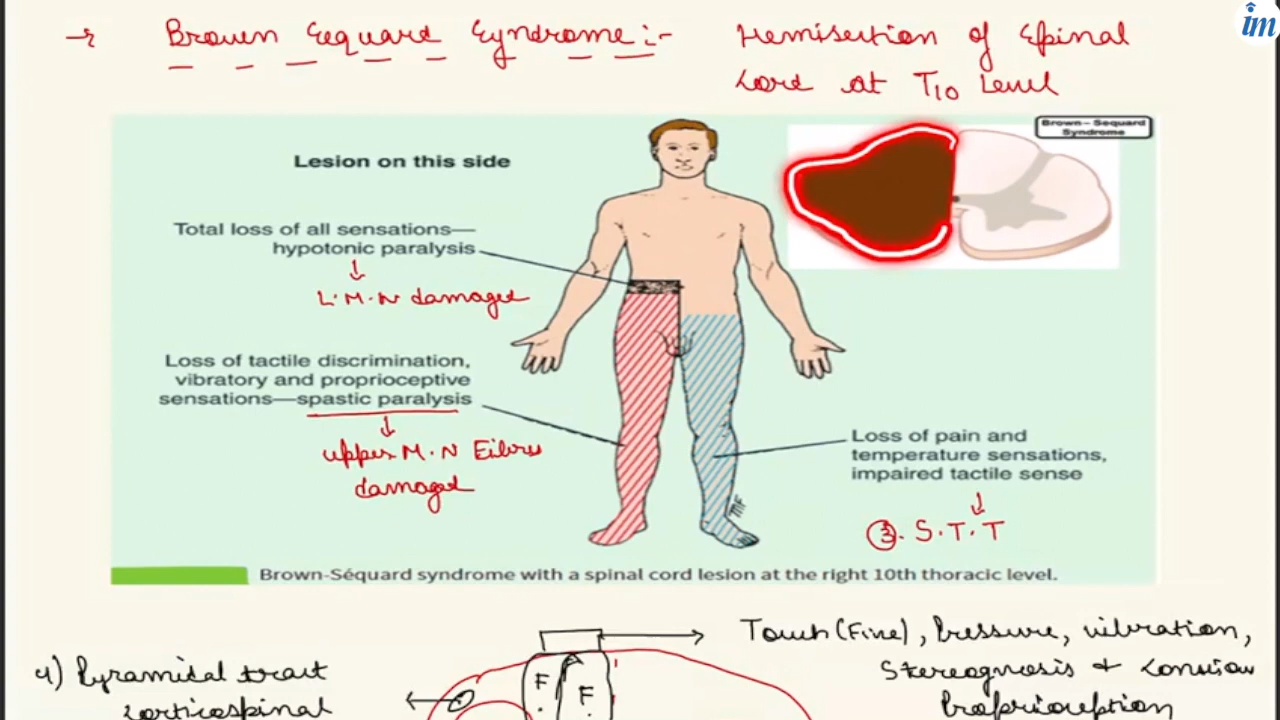 → Brown Sequard Syndrome:- Hemisection of Spinal
Cord at T10 Level
im
Brown - Sequard
Syndrome
Lesion on this side
Total loss of all sensations—
hypotonic paralysis
↓
L.M.N damaged
Loss of tactile discrimination,
vibratory and proprioceptive
sensations—spastic paralysis
↓
upper M.N Fibres
damaged
Loss of pain and
temperature sensations,
impaired tactile sense
↓
③. S.T.T
Brown-Séquard syndrome with a spinal cord lesion at the right 10th thoracic level.
Touch (Fine), Pressure, vibration,
Stereognosis &
4) Pyramidal tract
corticospinal
F F
Proprioception